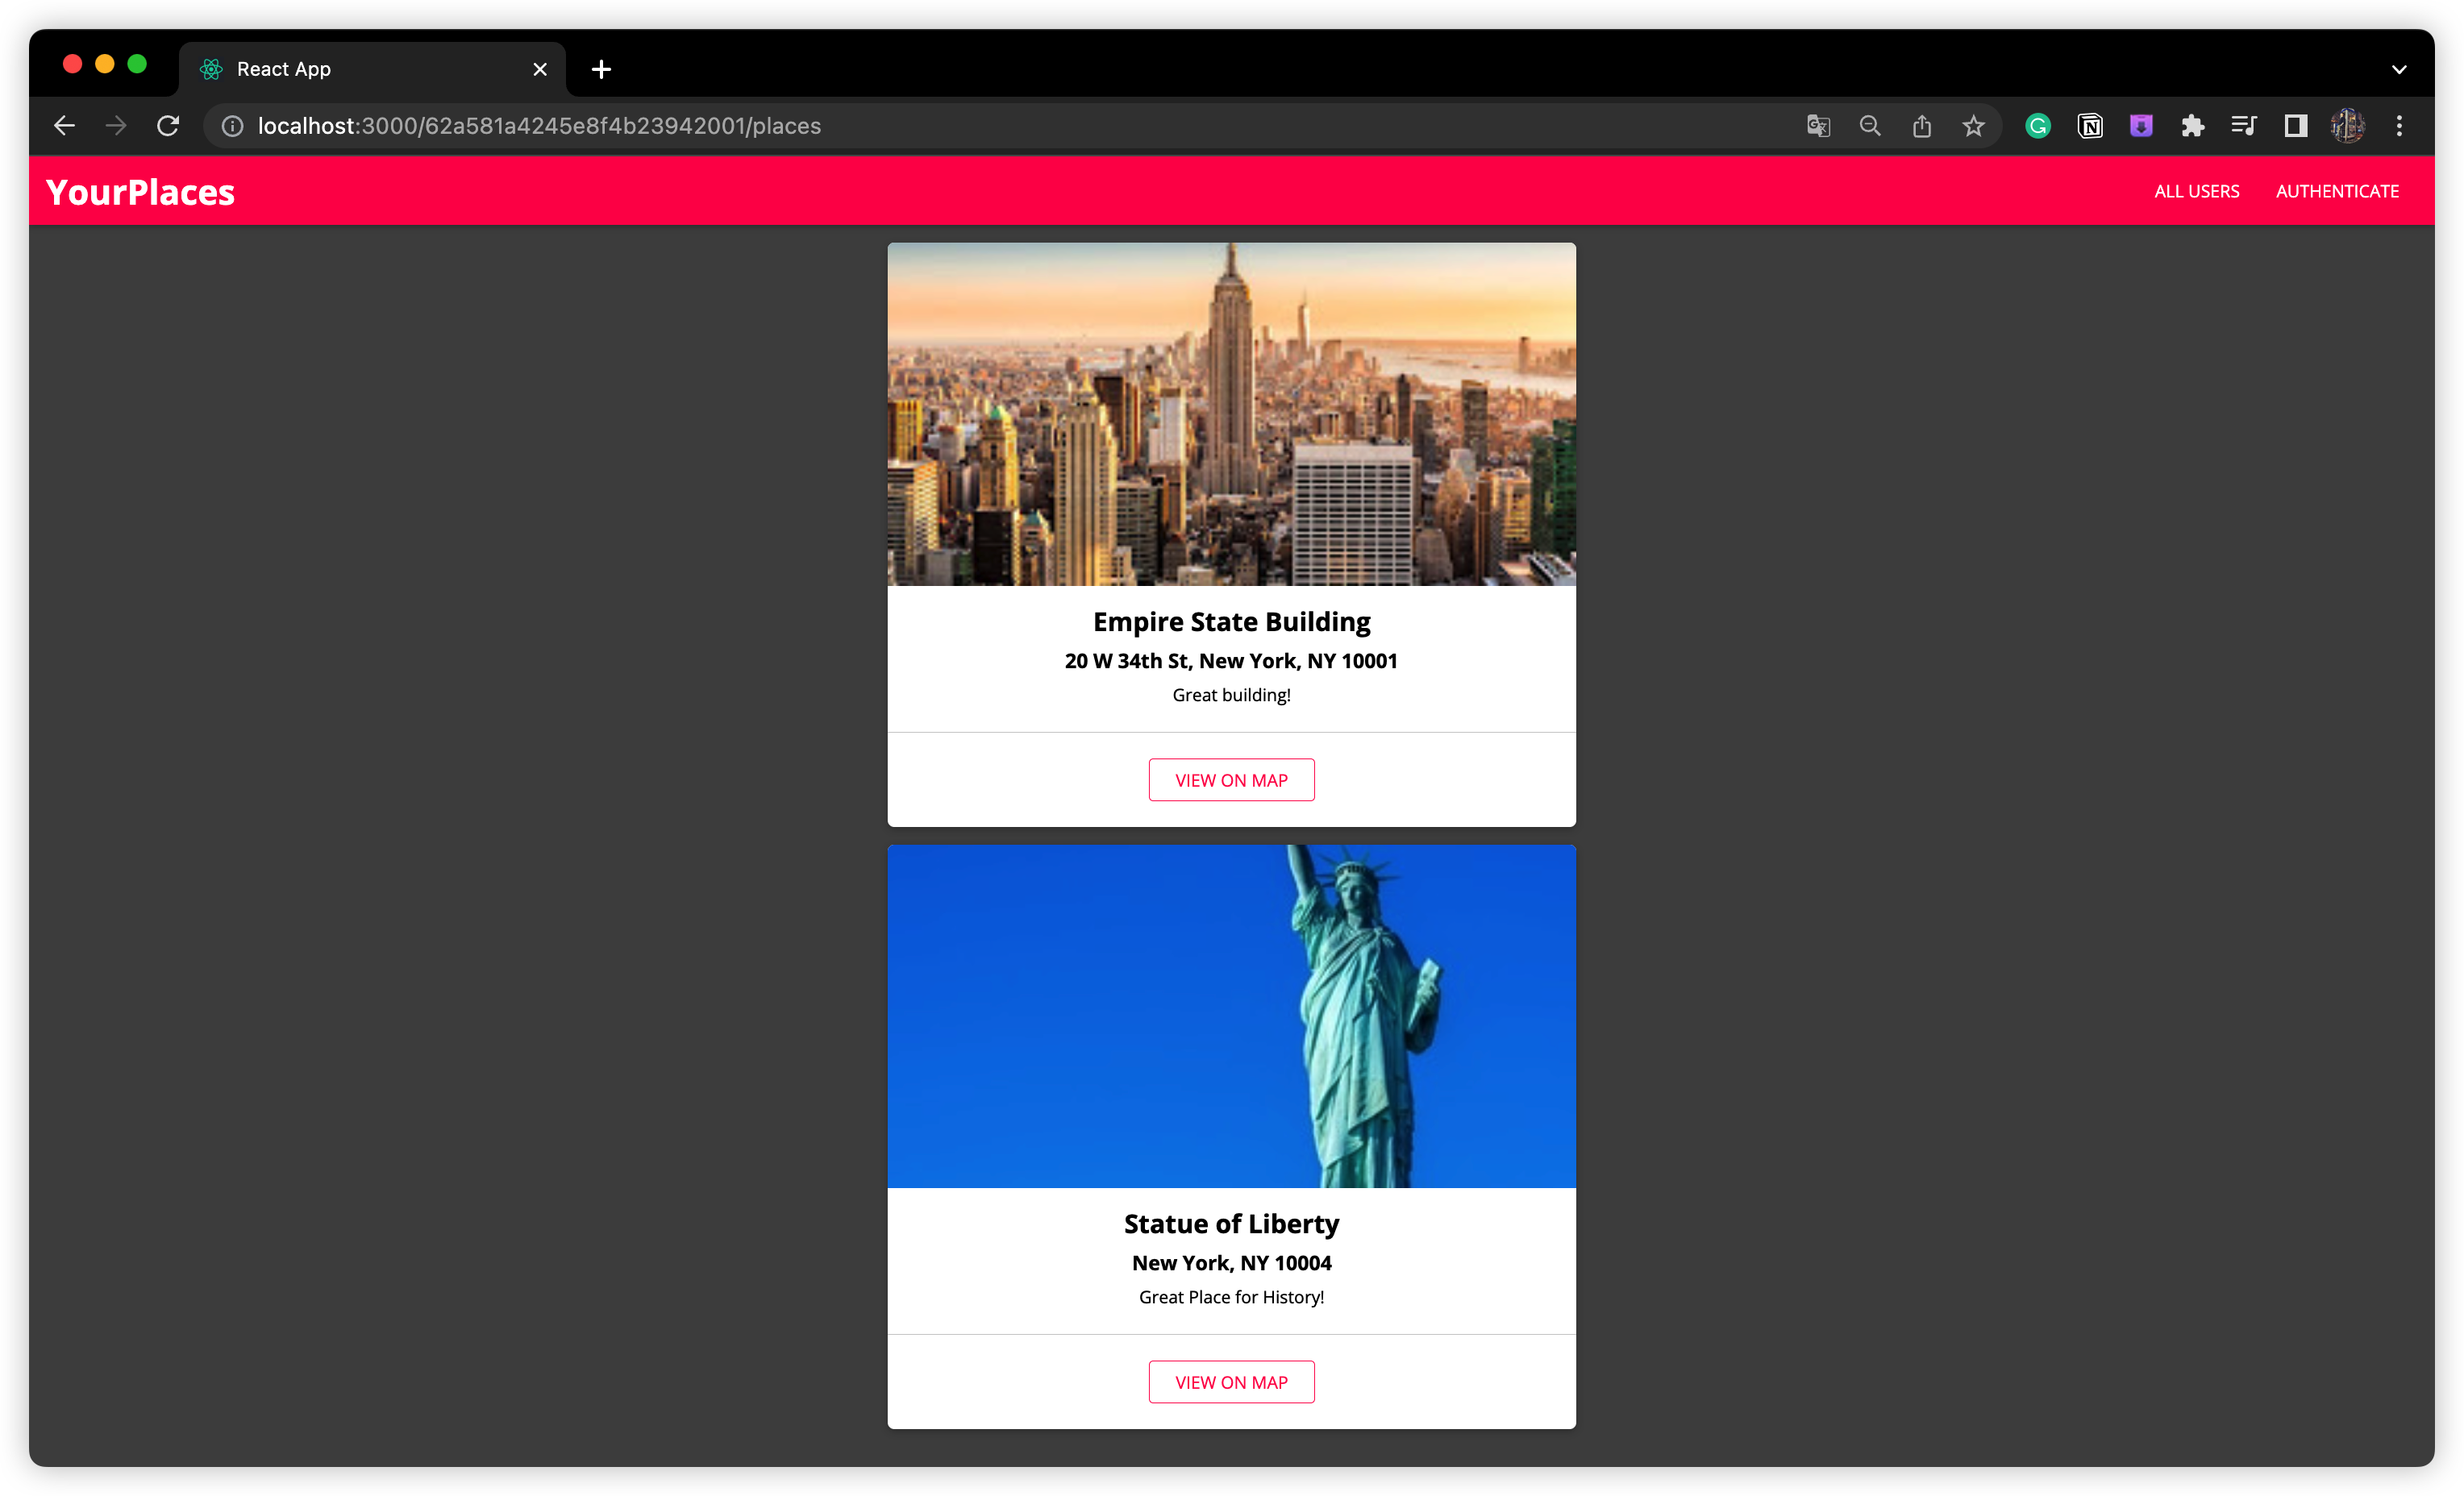 React App
localhost:3000/62a581a4245e8f4b23942001/places
YourPlaces
ALL USERS
AUTHENTICATE
Empire State Building
20 W 34th St, New York, NY 10001
Great building!
VIEW ON MAP
Statue of Liberty
New York, NY 10004
Great Place for History!
VIEW ON MAP